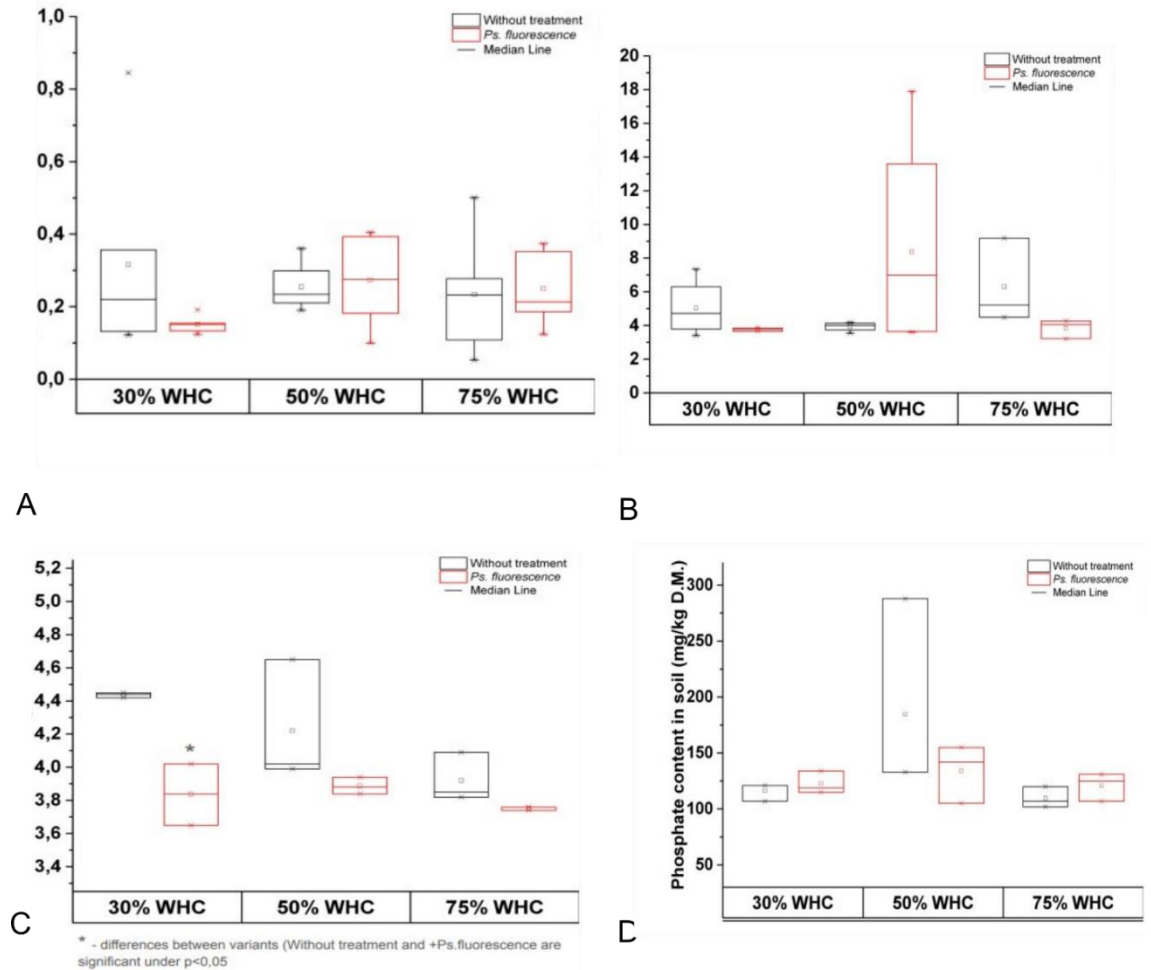 1,0
0,8
0,6
0,4
0,2
0,0
Without treatment
Ps. fluorescence
Median Line
30% WHC
50% WHC
75% WHC
A
20
18
16
14
12
10
8
6
4
2
0
Without treatment
Ps. fluorescence
Median Line
30% WHC
50% WHC
75% WHC
B
5,2
5,0
4,8
4,6
4,4
4,2
4,0
3,8
3,6
3,4
Without treatment
Ps. fluorescence
Median Line
*
30% WHC
50% WHC
75% WHC
C
* - differences between variants (Without treatment and +Ps.fluorescence are
significant under p<0,05
Phosphate content in soil (mg/kg D.M.)
300
250
200
150
100
50
Without treatment
Ps. fluorescence
Median Line
30% WHC
50% WHC
75% WHC
D